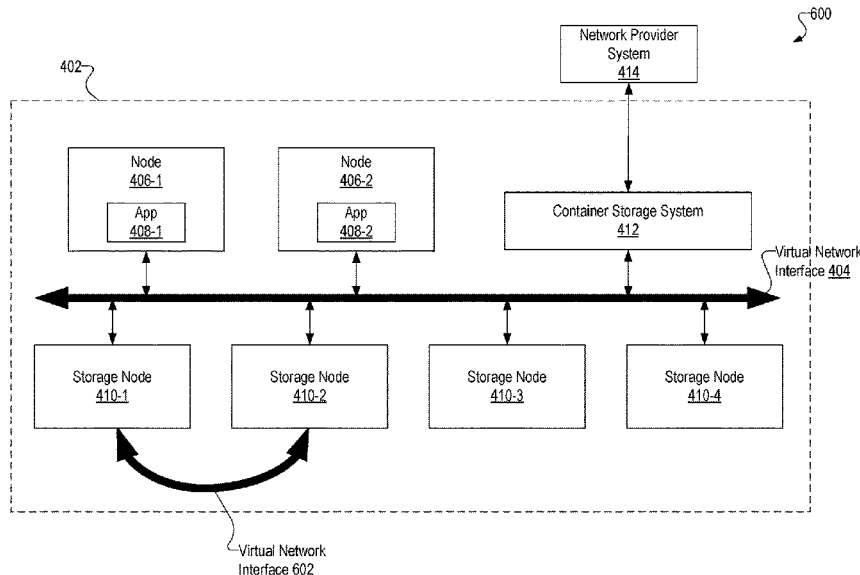 600
Network Provider
System
414
402
Node
406-1
App
408-1
Node
406-2
App
408-2
Container Storage System
412
Virtual Network
Interface 404
Storage Node
410-1
Storage Node
410-2
Storage Node
410-3
Storage Node
410-4
Virtual Network
Interface 602